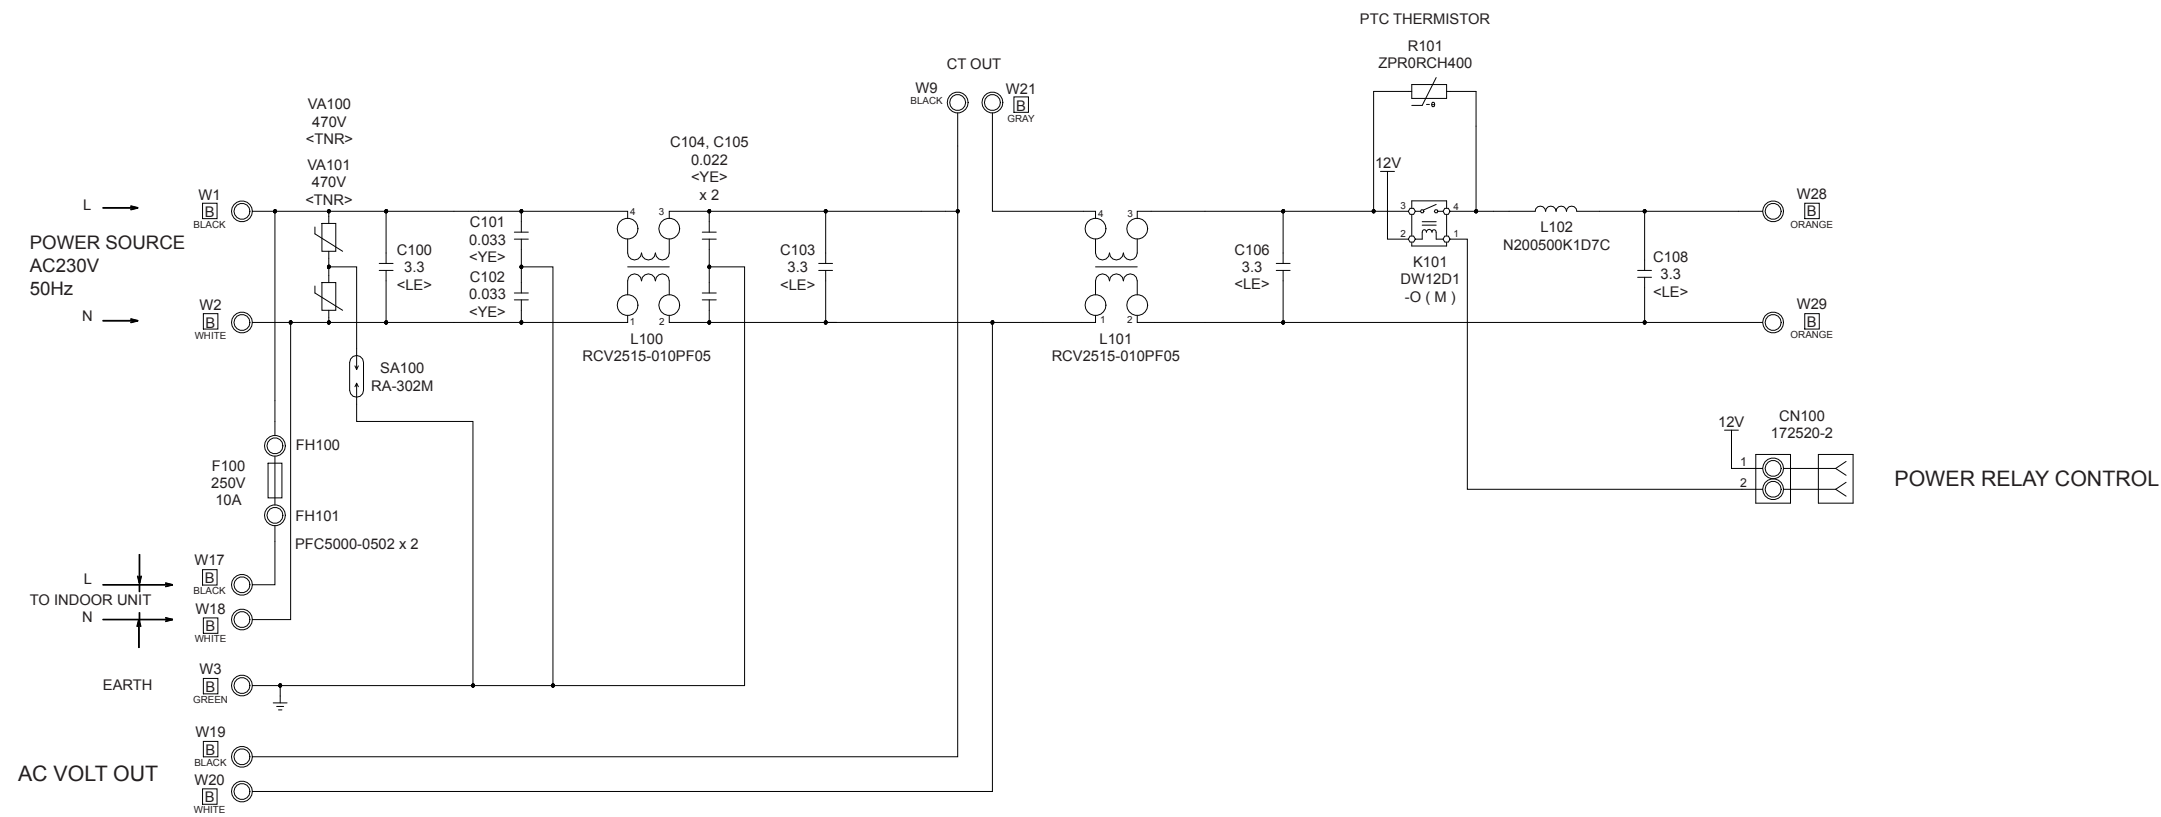 PTC THERMISTOR
R101
ZPR0RCH400
-θ
CT OUT
W9
BLACK
W21
B
GRAY
VA100
470V
<TNR>
VA101
470V
<TNR>
C104, C105
0.022
<YE>
x 2
12V
L
W1
B
BLACK
POWER SOURCE
AC230V
50Hz
N
W2
B
WHITE
C100
3.3
<LE>
C101
0.033
<YE>
C102
0.033
<YE>
4
3
1
2
L100
RCV2515-010PF05
C103
3.3
<LE>
4
3
1
2
L101
RCV2515-010PF05
C106
3.3
<LE>
3
4
2
1
K101
DW12D1
-O ( M )
L102
N200500K1D7C
C108
3.3
<LE>
W28
B
ORANGE
W29
B
ORANGE
SA100
RA-302M
FH100
F100
250V
10A
FH101
PFC5000-0502 x 2
12V
CN100
172520-2
1
2
POWER RELAY CONTROL
L
W17
B
BLACK
TO INDOOR UNIT
N
W18
B
WHITE
EARTH
W3
B
GREEN
W19
B
BLACK
AC VOLT OUT
W20
B
WHITE